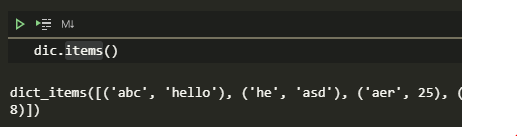 M↓
dic.items()
dict_items([('abc', 'hello'), ('he', 'asd'), ('aer', 25), (
8)])